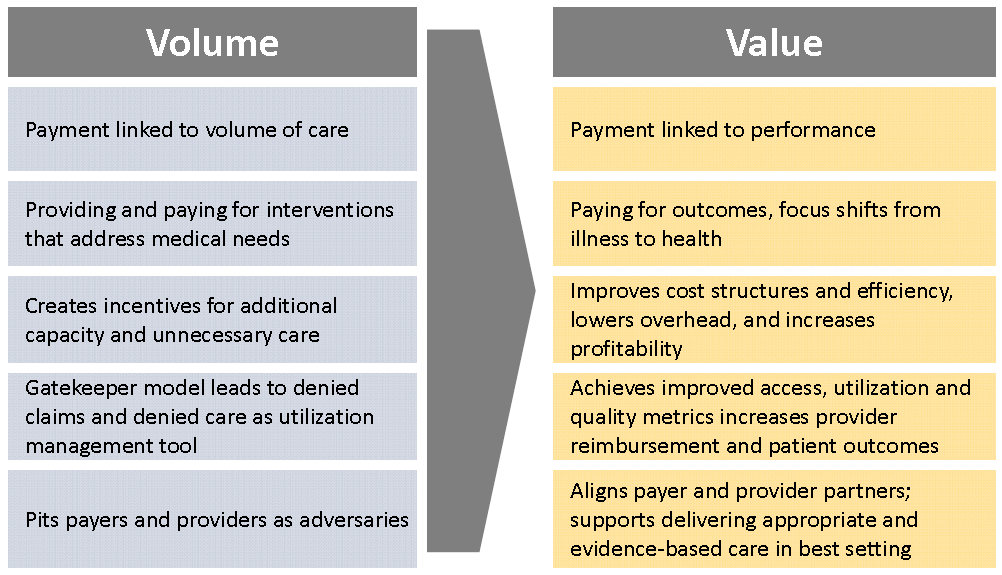 Volume
Value
Payment linked to volume of care
Payment linked to performance
Providing and paying for interventions
that address medical needs
Paying for outcomes, focus shifts from
illness to health
Creates incentives for additional
capacity and unnecessary care
Improves cost structures and efficiency,
lowers overhead, and increases
profitability
Gatekeeper model leads to denied
claims and denied care as utilization
management tool
Achieves improved access, utilization and
quality metrics increases provider
reimbursement and patient outcomes
Pits payers and providers as adversaries
Aligns payer and provider partners;
supports delivering appropriate and
evidence-based care in best setting